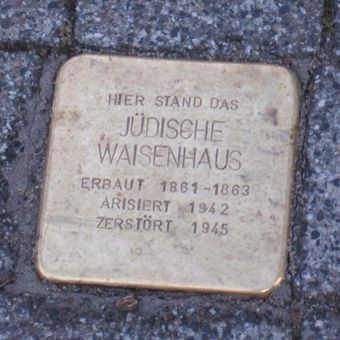 HIER STAND DAS
JÜDISCHE
WAISENHAUS
ERBAUT 1861-1863
ARISIERT 1942
ZERSTÖRT 1945